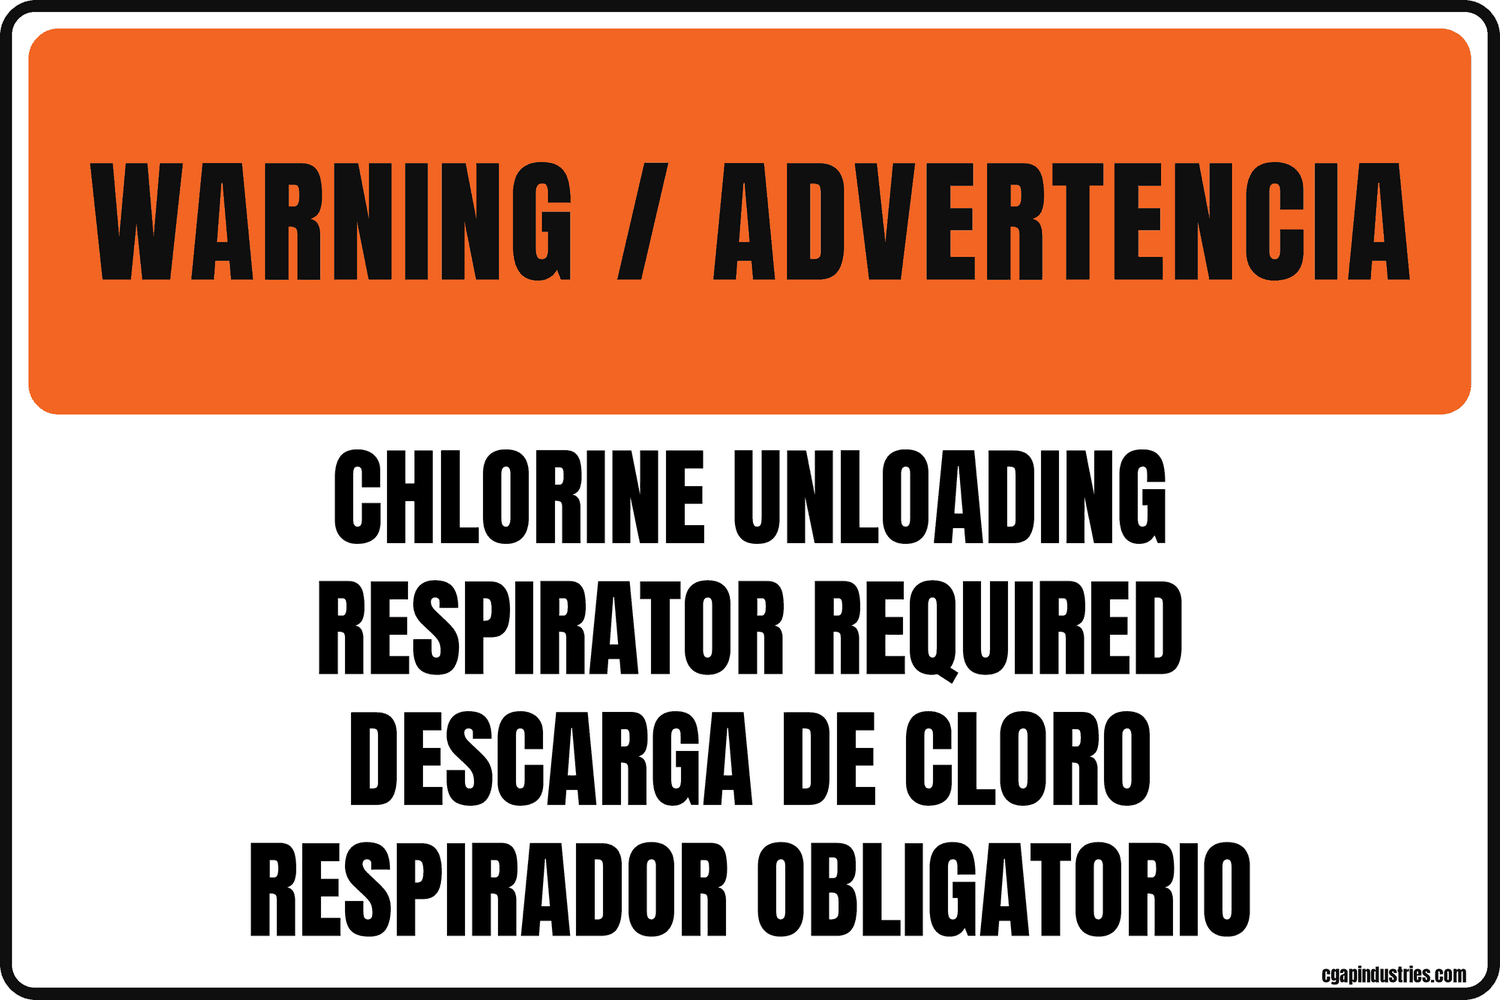 WARNING / ADVERTENCIA
CHLORINE UNLOADING
RESPIRATOR REQUIRED
DESCARGA DE CLORO
RESPIRADOR OBLIGATORIO
cgapindustries.com